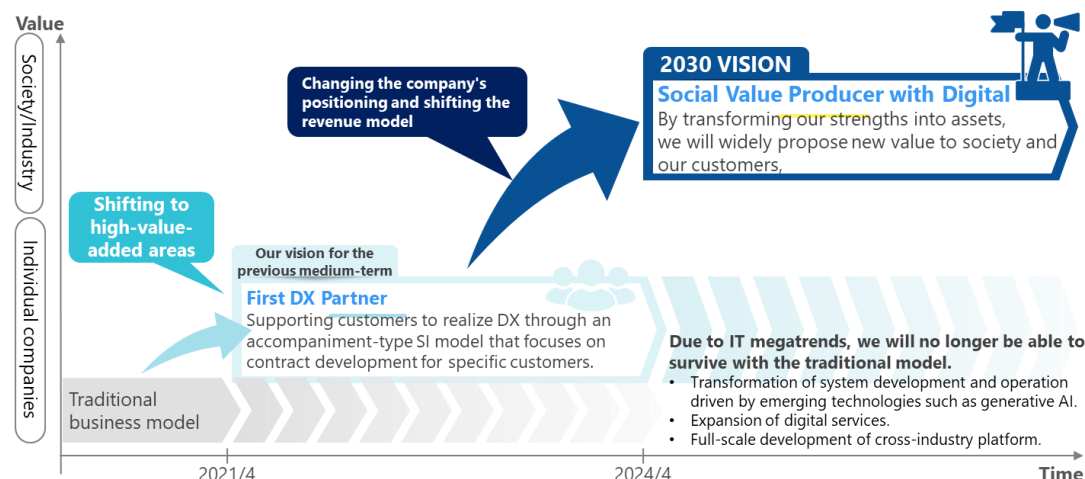 Value
Society/Industry
Individual companies
Changing the company's
positioning and shifting the
revenue model
2030 VISION
Social Value Producer with Digital
By transforming our strengths into assets,
we will widely propose new value to society and
our customers,
Shifting to
high-value-
added areas
Our vision for the
previous medium-term
First DX Partner
Supporting customers to realize DX through an
accompaniment-type SI model that focuses on
contract development for specific customers.
Traditional
business model
Due to IT megatrends, we will no longer be able to
survive with the traditional model.
• Transformation of system development and operation
driven by emerging technologies such as generative AI.
• Expansion of digital services.
• Full-scale development of cross-industry platform.
2021/4
2024/4
Time